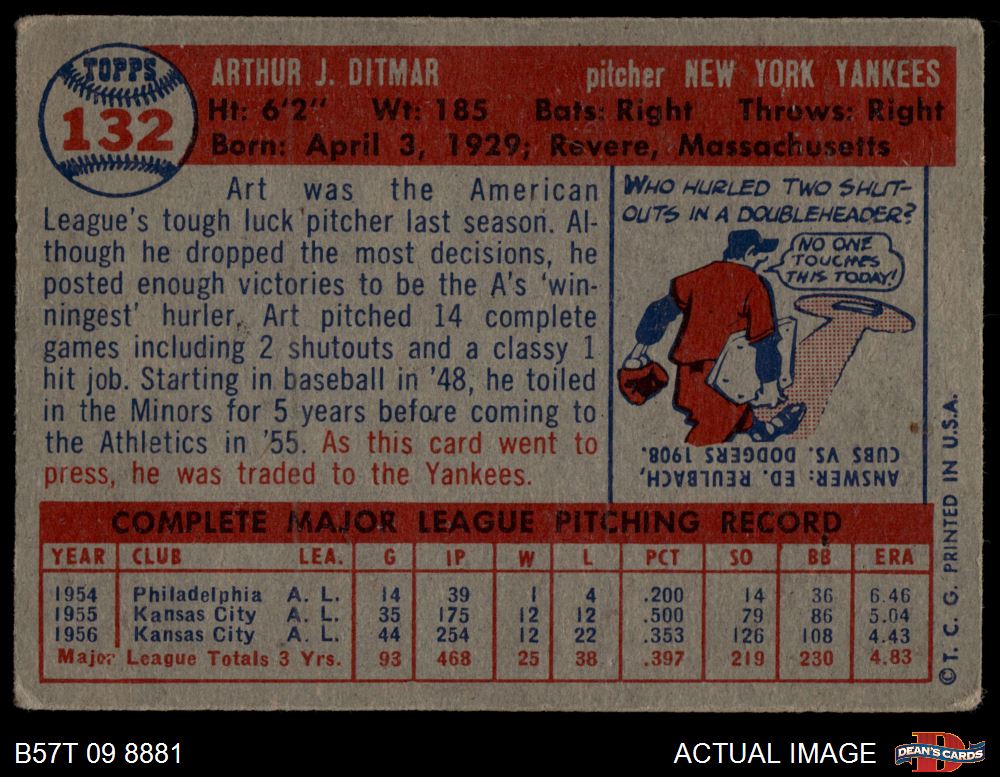 TOPPS
132
ARTHUR J. DITMAR pitcher NEW YORK YANKEES
Ht: 6'2" Wt: 185 Bats: Right Throws: Right
Born: April 3, 1929; Revere, Massachusetts
Art was the American
League's tough luck pitcher last season. Al-
though he dropped the most decisions, he
posted enough victories to be the A's 'win-
ningest' hurler. Art pitched 14 complete
games including 2 shutouts and a classy 1
hit job. Starting in baseball in '48, he toiled
in the Minors for 5 years before coming to
the Athletics in '55. As this card went to
press, he was traded to the Yankees.
WHO HURLED TWO SHUT-
OUTS IN A DOUBLEHEADER?
NO ONE
TOUCHES
THIS TODAY!
ANSWER: ED. REULBACH,
CUBS VS. DODGERS 1908.
COMPLETE MAJOR LEAGUE PITCHING RECORD
YEAR CLUB LEA. G IP W L PCT SO BB ERA
1954 Philadelphia A. L. 14 39 1 4 .200 14 36 6.46
1955 Kansas City A. L. 35 175 12 12 .500 79 86 5.04
1956 Kansas City A. L. 44 254 12 22 .353 126 108 4.43
Major League Totals 3 Yrs. 93 468 25 38 .397 219 230 4.83
© T. C. G. PRINTED IN U.S.A.
B57T 09 8881
ACTUAL IMAGE
D
DEAN'S CARDS